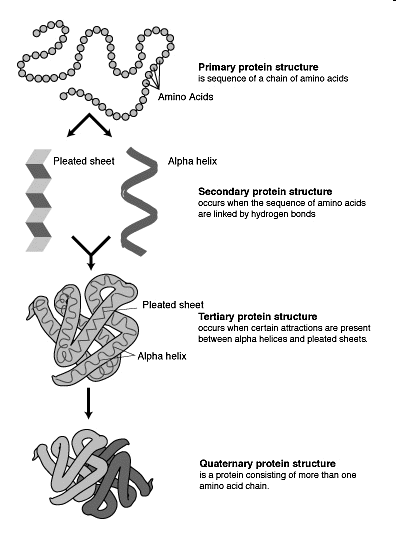 Primary protein structure
is sequence of a chain of amino acids
Amino Acids
Pleated sheet
Alpha helix
Secondary protein structure
occurs when the sequence of amino acids
are linked by hydrogen bonds
Pleated sheet
Tertiary protein structure
occurs when certain attractions are present
between alpha helices and pleated sheets.
Alpha helix
Quaternary protein structure
is a protein consisting of more than one
amino acid chain.